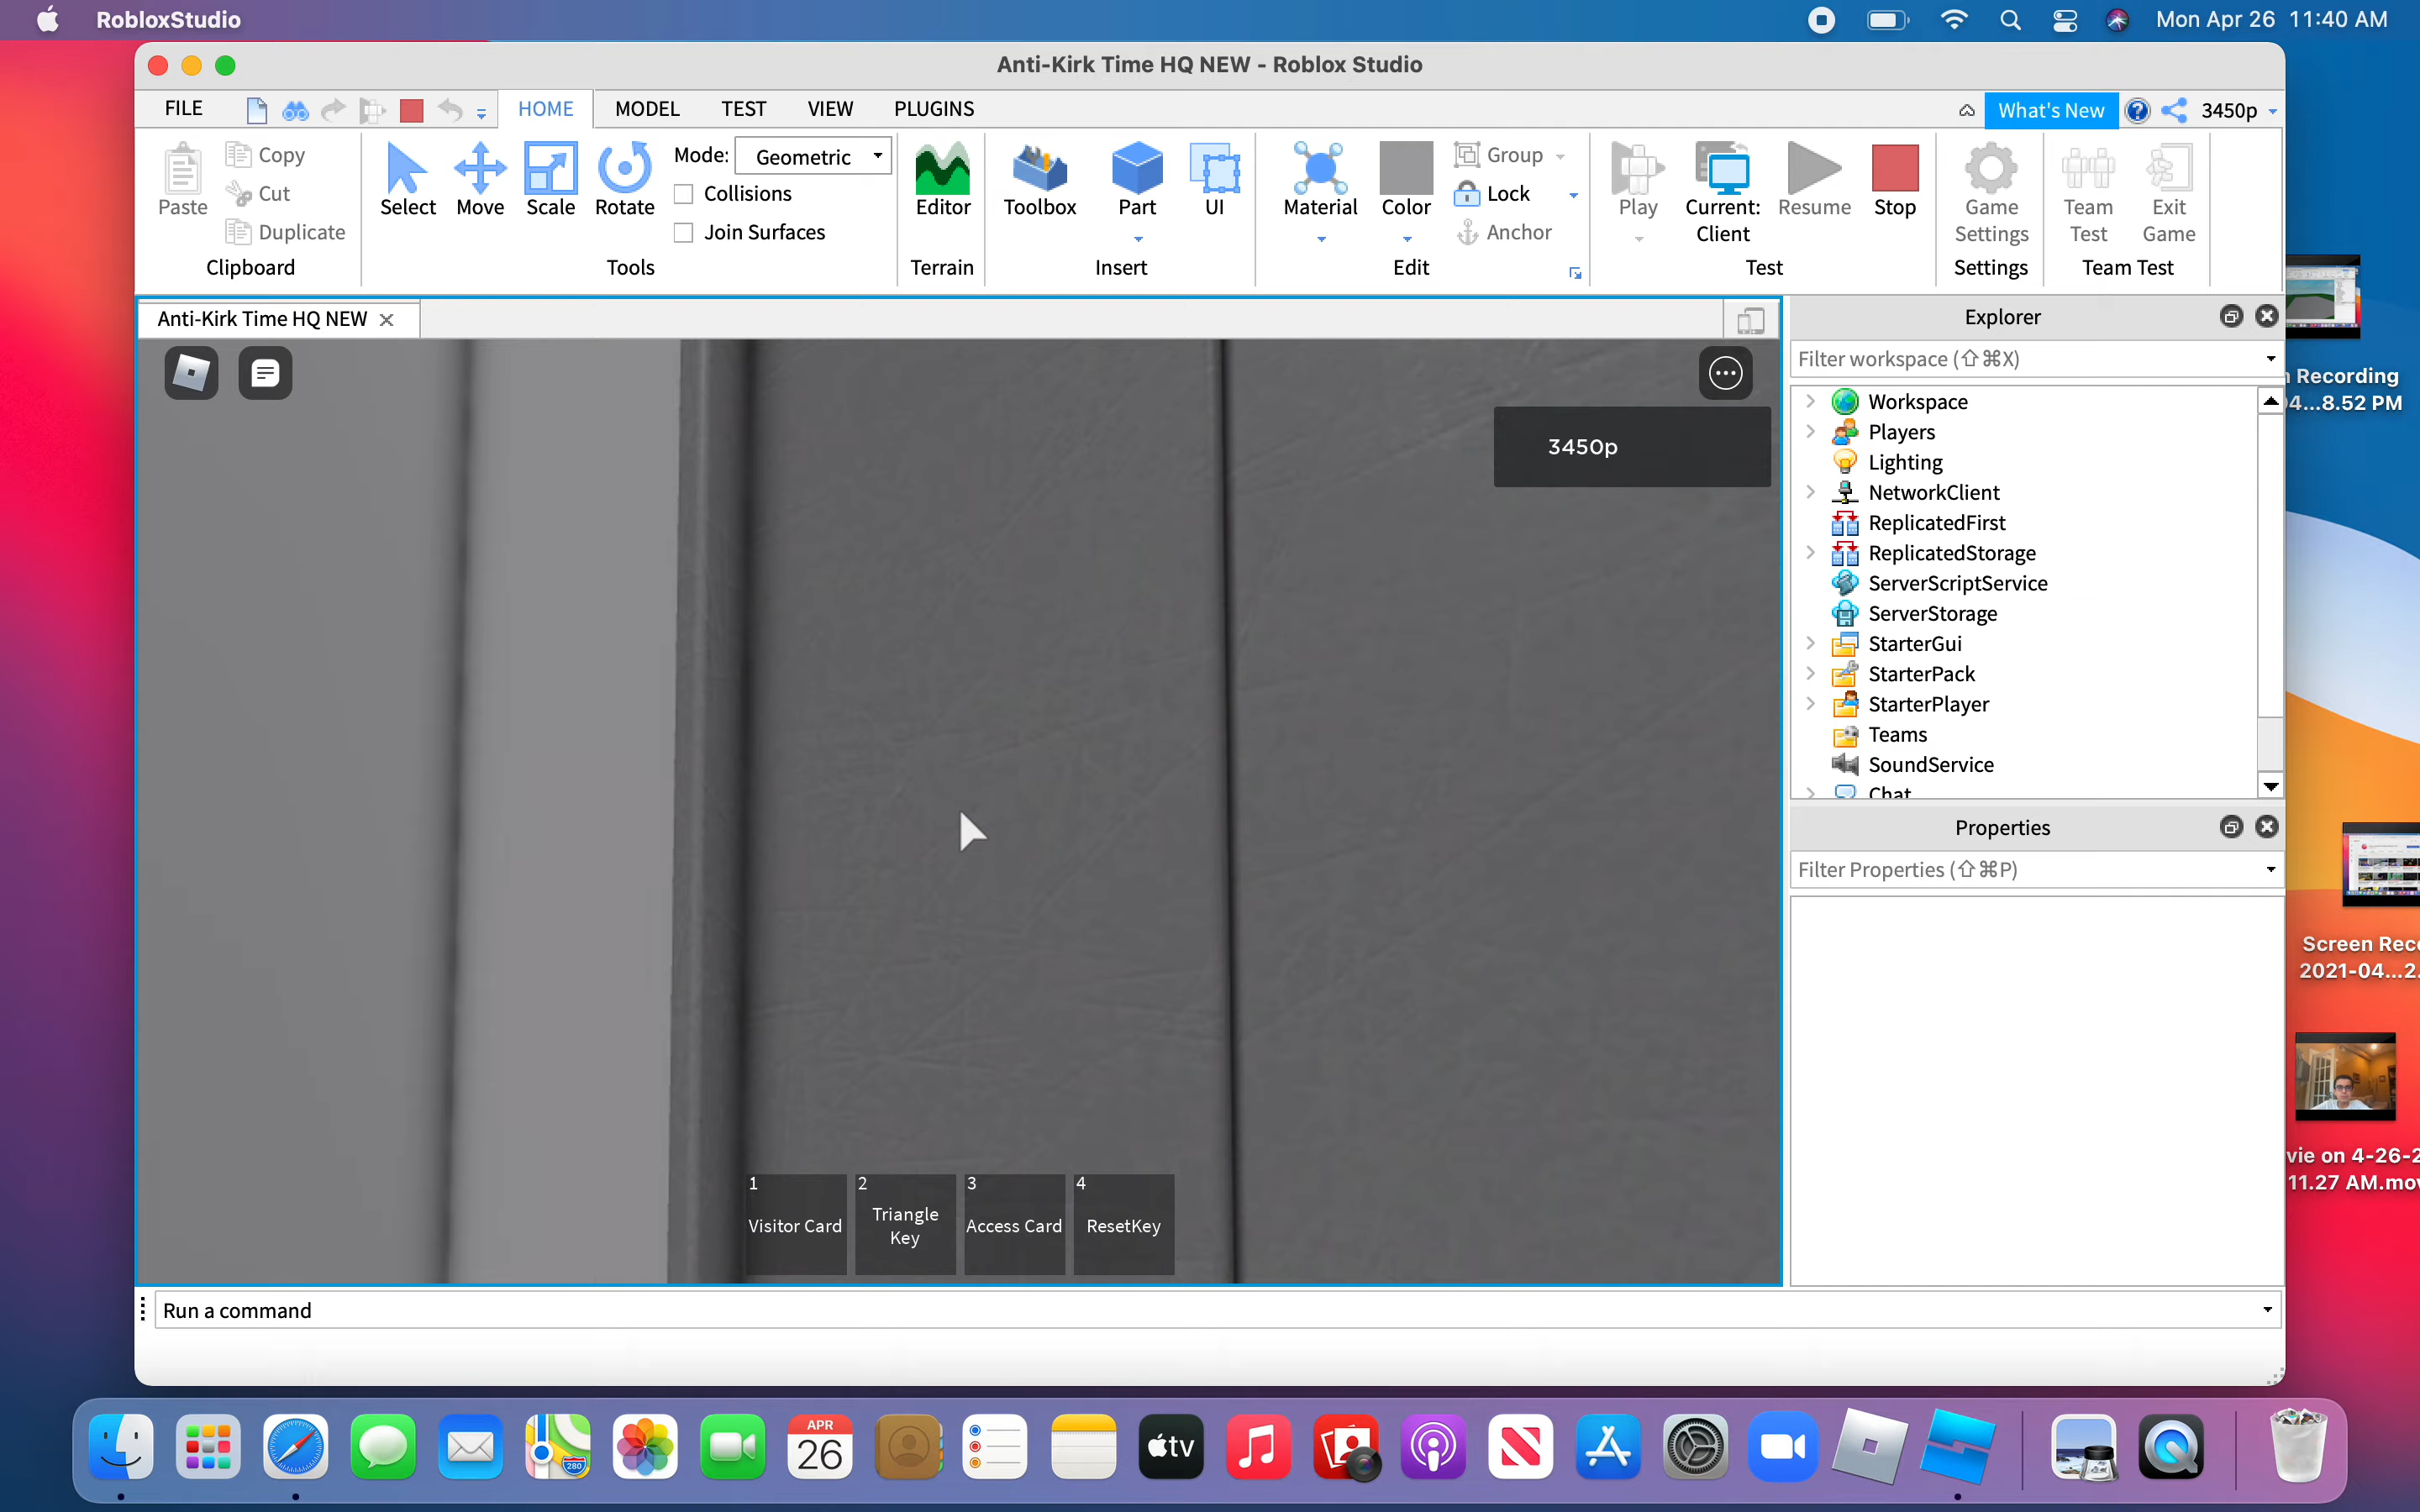 RobloxStudio
Mon Apr 26 11:40 AM
Anti-Kirk Time HQ NEW - Roblox Studio
FILE HOME MODEL TEST VIEW PLUGINS
What's New
3450p
Paste
Copy
Cut
Duplicate
Clipboard
Select
Move
Scale
Rotate
Mode: Geometric
Collisions
Join Surfaces
Tools
Editor
Terrain
Toolbox
Part
UI
Insert
Material
Color
Group
Lock
Anchor
Edit
Play
Current:
Client
Resume
Stop
Test
Game
Settings
Settings
Team
Test
Exit
Game
Team Test
Anti-Kirk Time HQ NEW
3450p
1
Visitor Card
2
Triangle
Key
3
Access Card
4
ResetKey
Explorer
Filter workspace (⇧⌘X)
Workspace
Players
Lighting
NetworkClient
ReplicatedFirst
ReplicatedStorage
ServerScriptService
ServerStorage
StarterGui
StarterPack
StarterPlayer
Teams
SoundService
Chat
Properties
Filter Properties (⇧⌘P)
Run a command
Recording
04...8.52 PM
Screen Rec
2021-04...2.
vie on 4-26-2
11.27 AM.mov
APR
26
tv
280